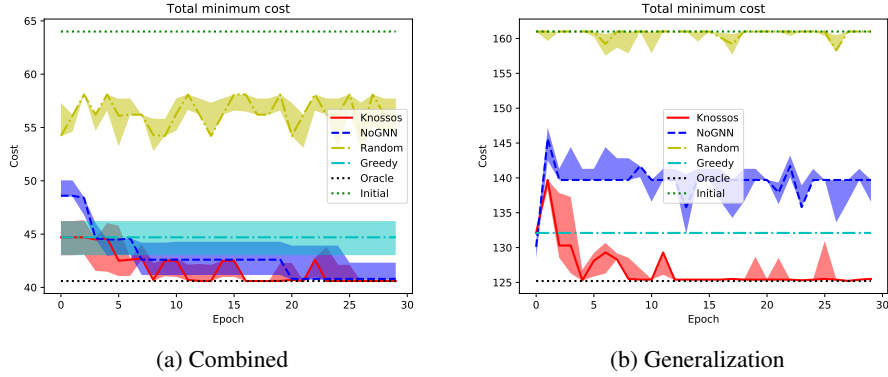 Total minimum cost
65
60
55
50
45
40
Cost
0
5
10
15
20
25
30
Epoch
Knossos
NoGNN
Random
Greedy
Oracle
Initial
(a) Combined
Total minimum cost
160
155
150
145
140
135
130
125
Cost
0
5
10
15
20
25
30
Epoch
Knossos
NoGNN
Random
Greedy
Oracle
Initial
(b) Generalization